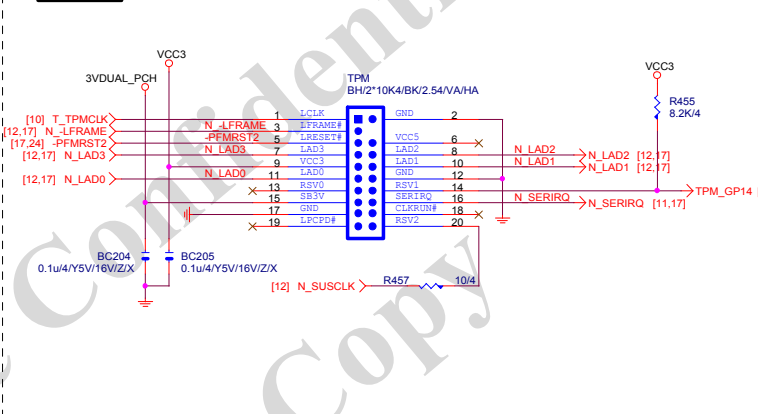 VCC3
3VDUAL_PCH
TPM
BH/2*10K4/BK/2.54/VA/HA
VCC3
R455
8.2K/4
[10] T_TPMCLK 1 LCLK GND 2
[12,17] N_-LFRAME N_-LFRAME 3 LFRAME#
[17,24] -PFMRST2 -PFMRST2 5 LRESET# VCC5 6
[12,17] N_LAD3 N_LAD3 7 LAD3 LAD2 8 N_LAD2 N_LAD2 [12,17]
9 VCC3 LAD1 10 N_LAD1 N_LAD1 [12,17]
[12,17] N_LAD0 N_LAD0 11 LAD0 GND 12
13 RSV0 RSV1 14 TPM_GP14
15 SB3V SERIRQ 16 N_SERIRQ N_SERIRQ [11,17]
17 GND CLKRUN# 18
19 LPCPD# RSV2 20
BC204
0.1u/4/Y5V/16V/Z/X
BC205
0.1u/4/Y5V/16V/Z/X
[12] N_SUSCLK R457 10/4
Confidenti
Copy